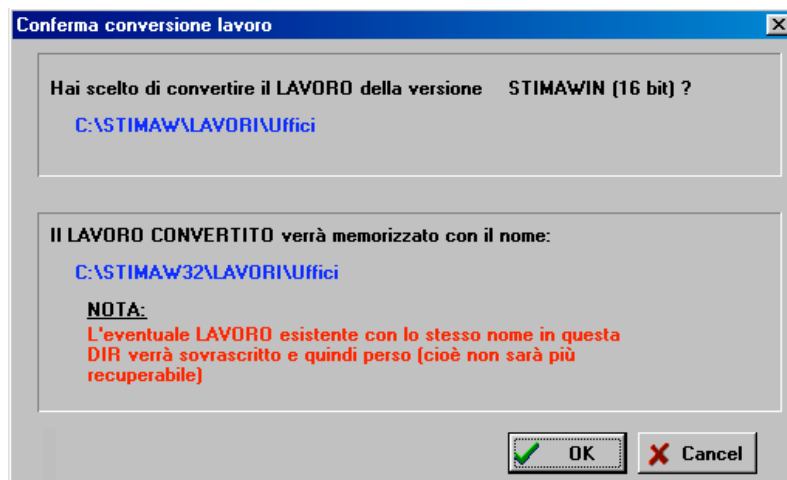 Conferma conversione lavoro
Hai scelto di convertire il LAVORO della versione STIMAWIN (16 bit) ?
C:\STIMAW\LAVORI\Uffici
Il LAVORO CONVERTITO verrà memorizzato con il nome:
C:\STIMAW32\LAVORI\Uffici
NOTA:
L'eventuale LAVORO esistente con lo stesso nome in questa
DIR verrà sovrascritto e quindi perso (cioè non sarà più
recuperabile)
OK Cancel